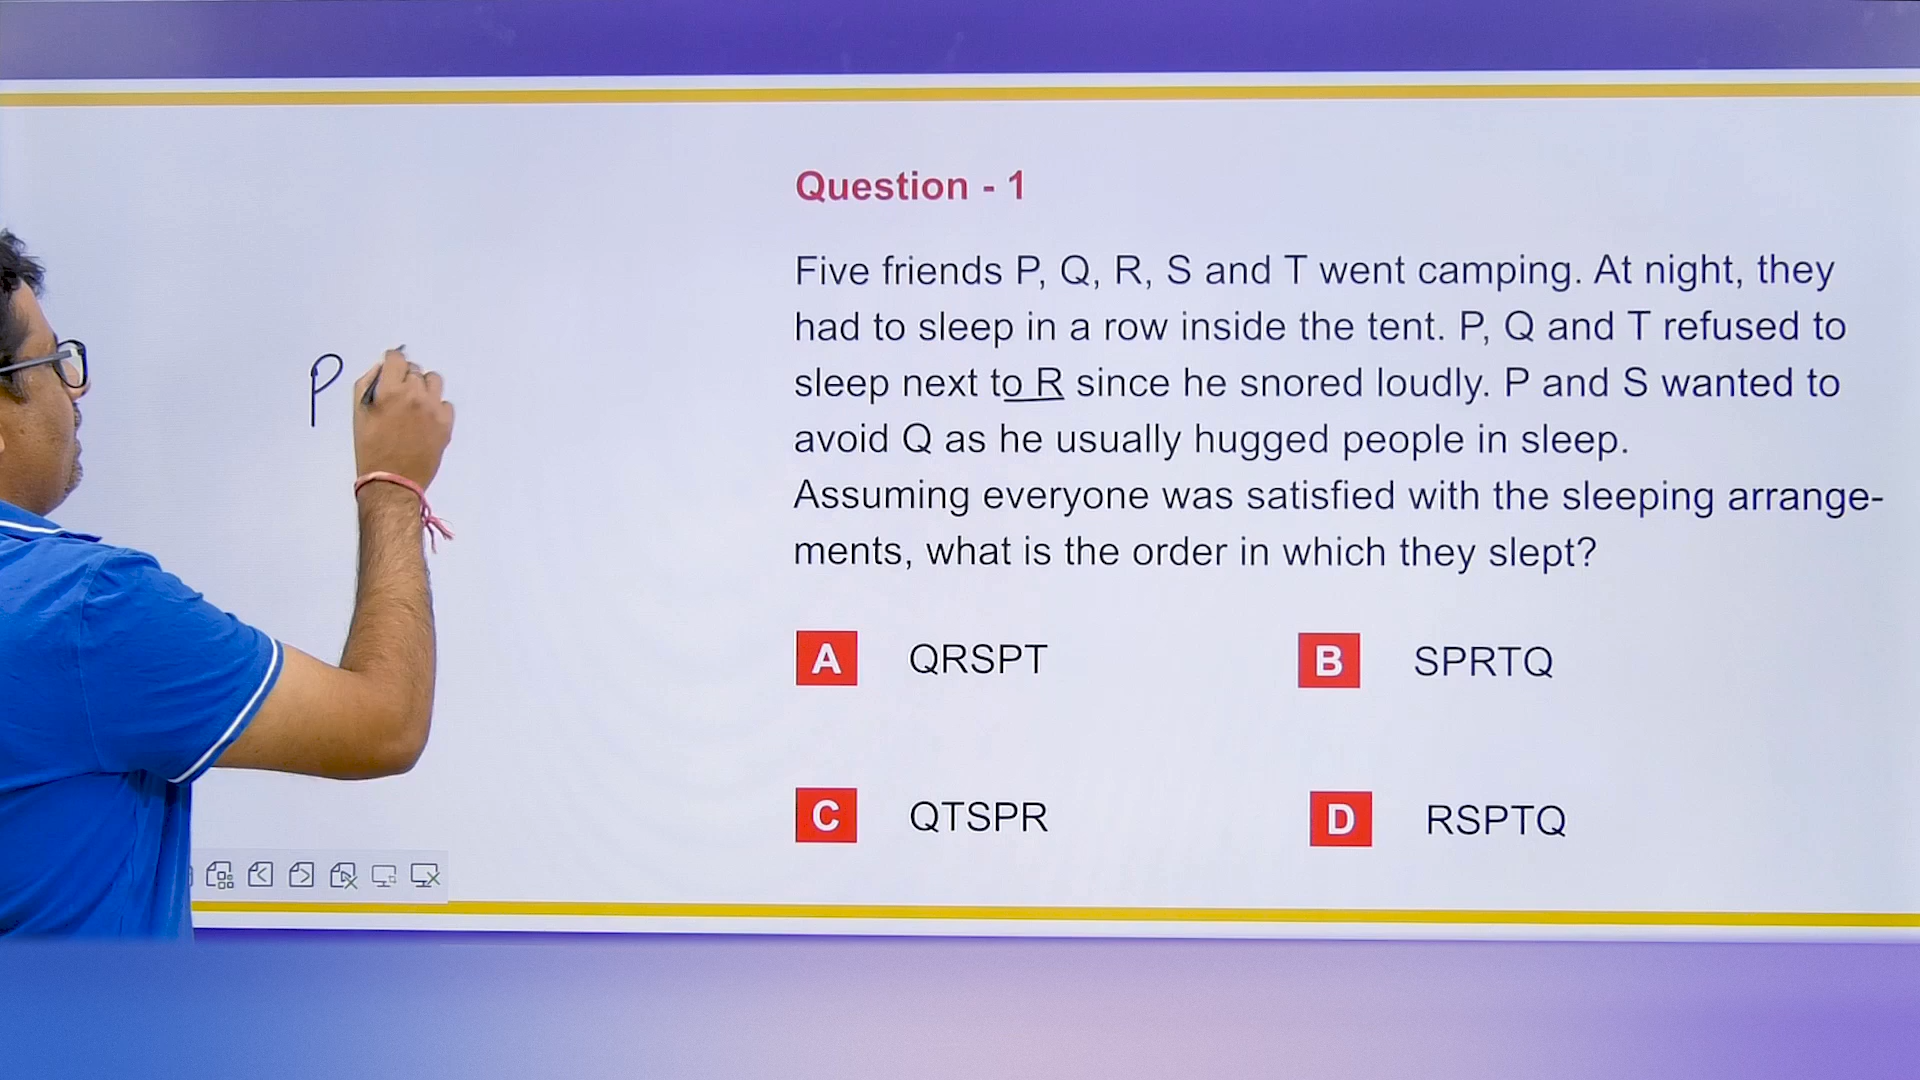 Question - 1
Five friends P, Q, R, S and T went camping. At night, they
had to sleep in a row inside the tent. P, Q and T refused to
sleep next to R since he snored loudly. P and S wanted to
avoid Q as he usually hugged people in sleep.
Assuming everyone was satisfied with the sleeping arrange-
ments, what is the order in which they slept?
A QRSPT
B SPRTQ
C QTSPR
D RSPTQ
P